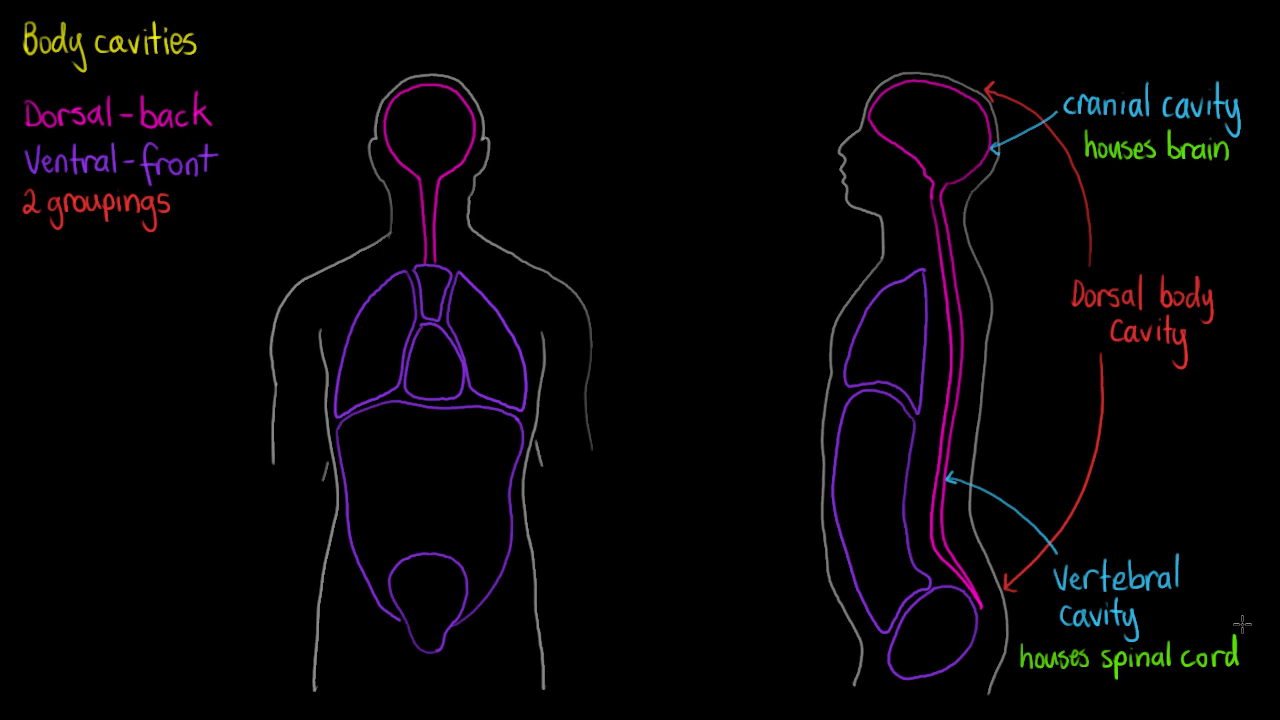 Body cavities
Dorsal-back
Ventral-front
2 groupings
cranial cavity
houses brain
Dorsal body
Cavity
Vertebral
cavity
houses spinal cord